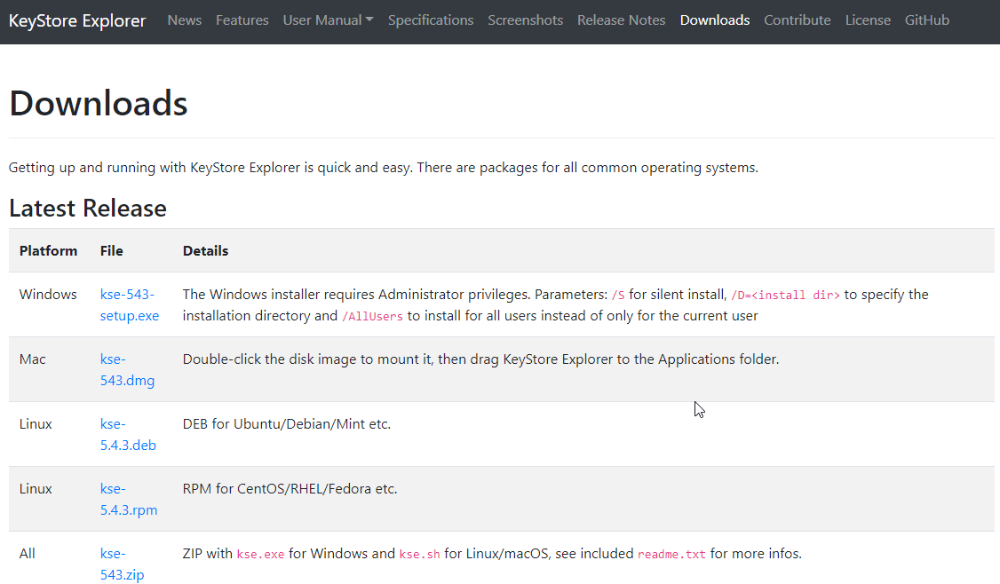 KeyStore Explorer News Features User Manual Specifications Screenshots Release Notes Downloads Contribute License GitHub
Downloads
Getting up and running with KeyStore Explorer is quick and easy. There are packages for all common operating systems.
Latest Release
Platform File Details
Windows kse-543-setup.exe The Windows installer requires Administrator privileges. Parameters: /S for silent install, /D=<install dir> to specify the
installation directory and /AllUsers to install for all users instead of only for the current user
Mac kse-543.dmg Double-click the disk image to mount it, then drag KeyStore Explorer to the Applications folder.
Linux kse-5.4.3.deb DEB for Ubuntu/Debian/Mint etc.
Linux kse-5.4.3.rpm RPM for CentOS/RHEL/Fedora etc.
All kse-543.zip ZIP with kse.exe for Windows and kse.sh for Linux/macOS, see included readme.txt for more infos.